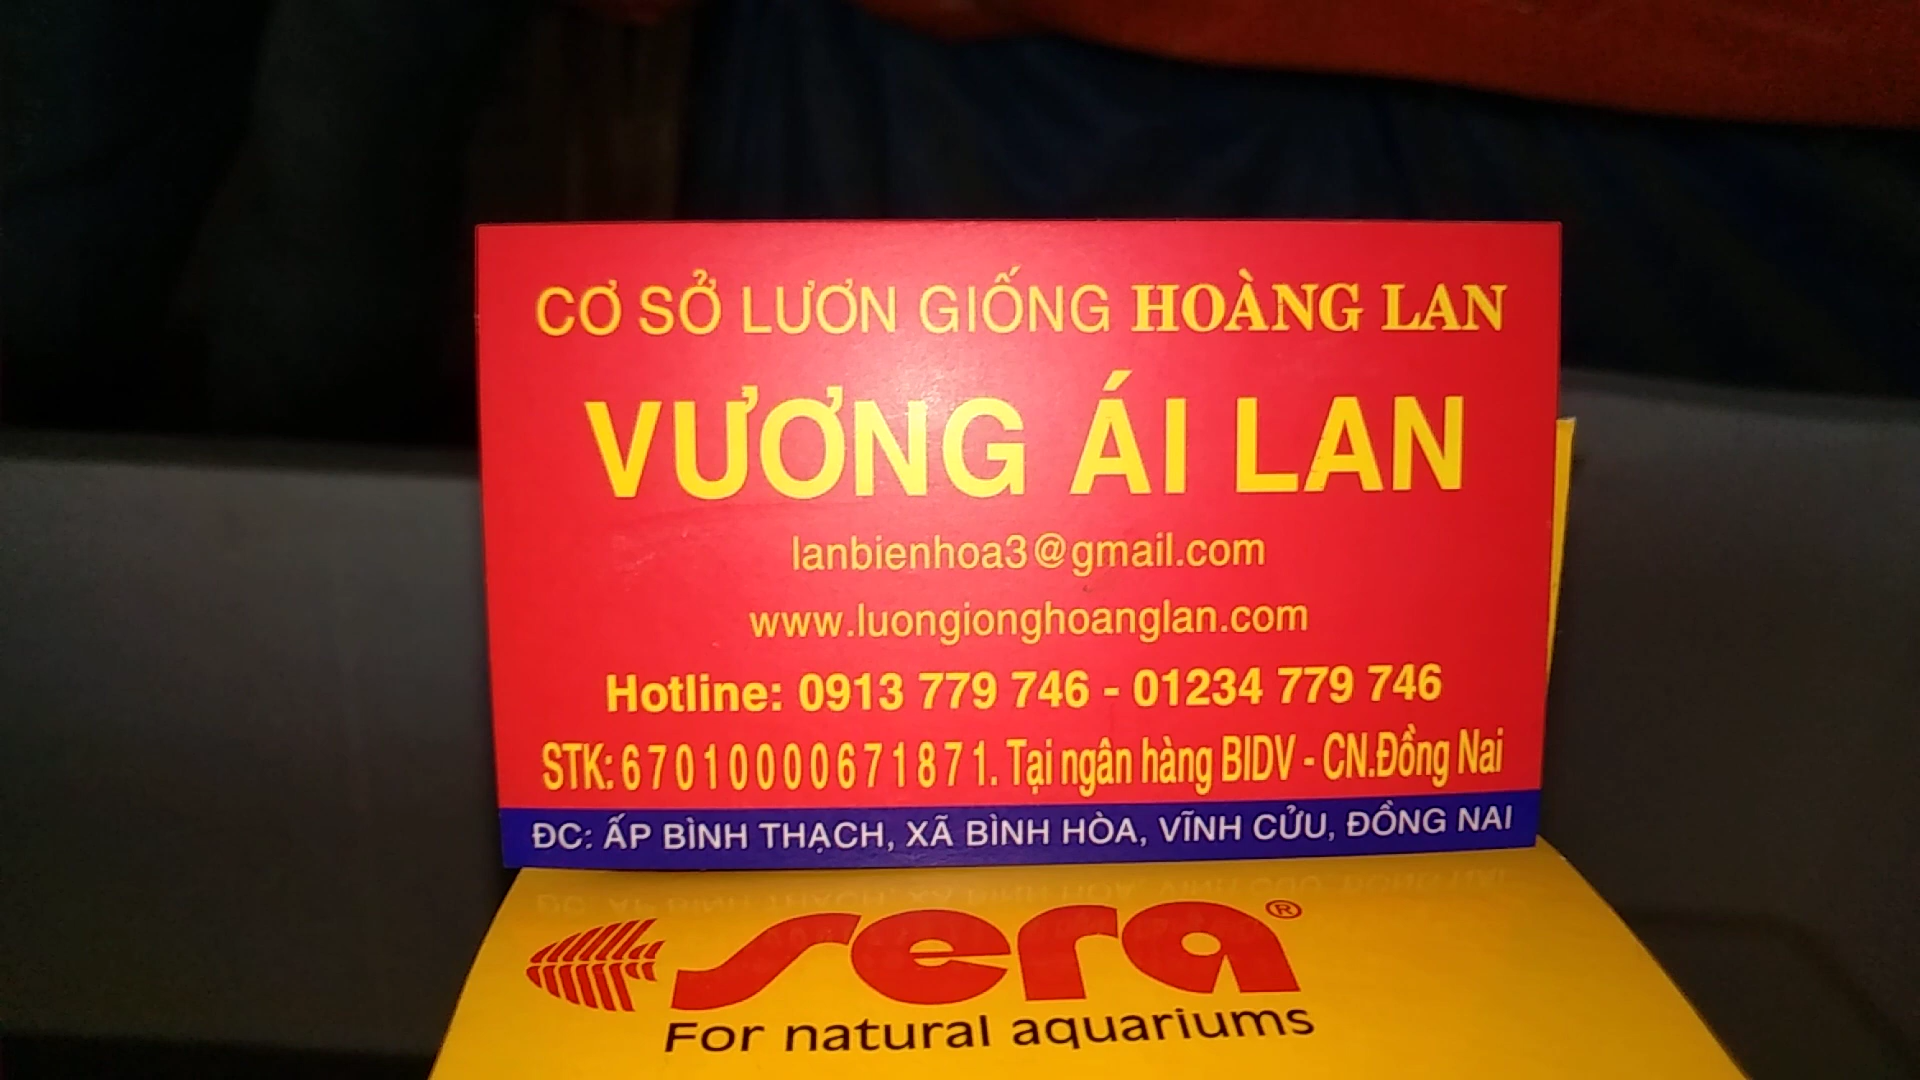 CƠ SỞ LƯƠN GIỐNG HOÀNG LAN
VƯƠNG ÁI LAN
lanbienhoa3@gmail.com
www.luongionghoanglan.com
Hotline: 0913 779 746 - 01234 779 746
STK: 67010000671871. Tại ngân hàng BIDV - CN.Đồng Nai
ĐC: ẤP BÌNH THẠCH, XÃ BÌNH HÒA, VĨNH CỬU, ĐỒNG NAI
sera®
For natural aquariums